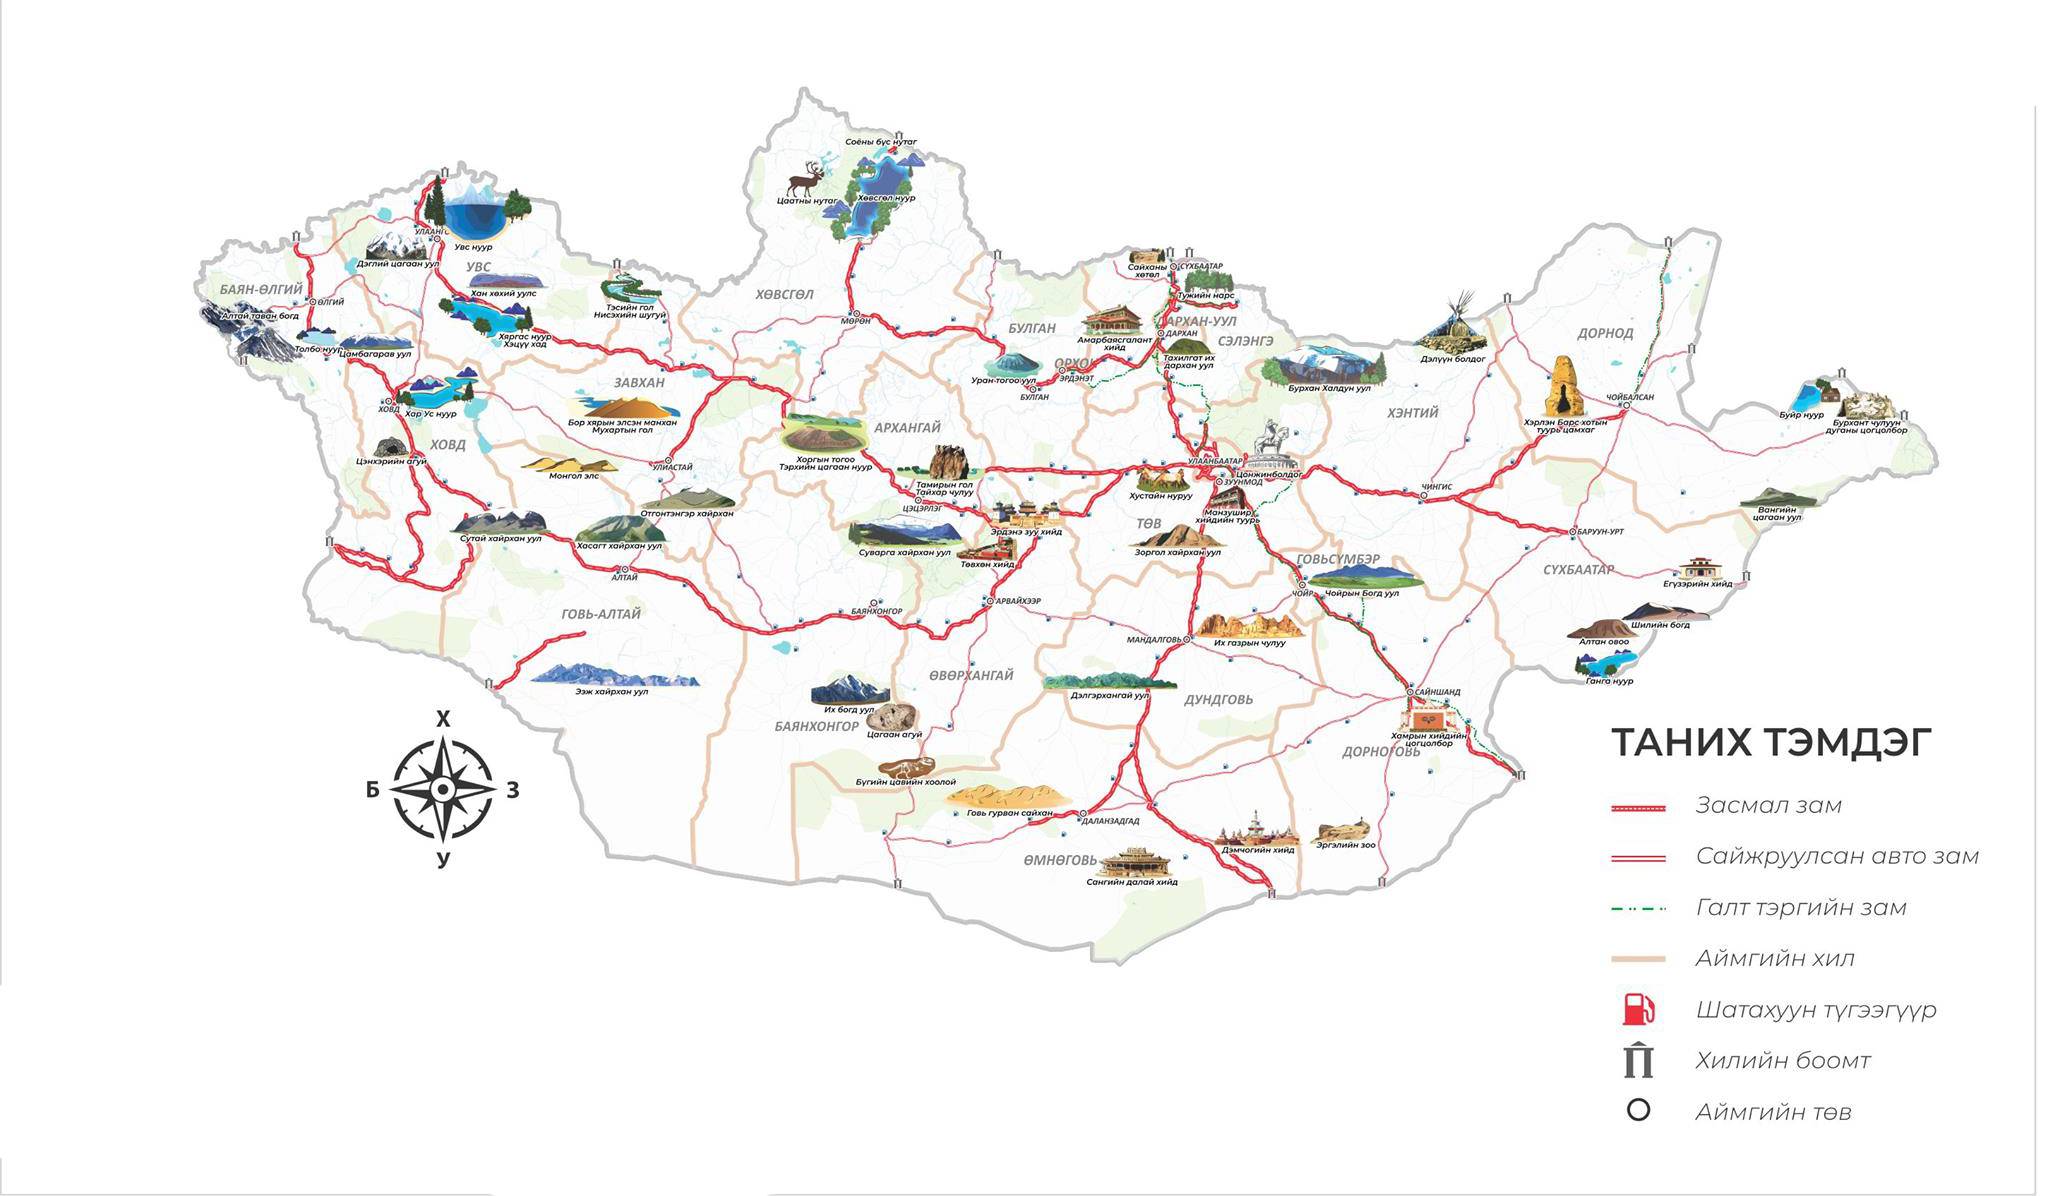 Соёны бүс нутаг
Цаатны нутаг
Хөвсгөл нуур
УЛААНГ
Увс нуур
Дэглий цагаан уул
УВС
БАЯН-ӨЛГИЙ
ӨЛГИЙ
Алтай таван богд
Толбо нуур
Цамбагарав уул
Хан хөхий уулс
Хяргас нуур
Хэцүү хад
Тэсийн гол
Нисэхийн шугуй
ХӨВСГӨЛ
МӨРӨН
БУЛГАН
Сайханы
хөтөл
СҮХБААТАР
Тужийн нарс
Амарбаясгалант
хийд
ДАРХАН-УУЛ
ДАРХАН
СЭЛЭНГЭ
Тахилгат их
дархан уул
ОРХОН
ЭРДЭНЭТ
Уран тогоо уул
БУЛГАН
Бурхан Халдун уул
Дэлүүн болдог
ДОРНОД
ХЭНТИЙ
Хэрлэн Барс хотын
туурь цамхаг
ЧОЙБАЛСАН
Буйр нуур
Бурхант чулуун
дуганы цогцолбор
ХОВД
Хар Ус нуур
ХОВД
Цэнхэрийн агуй
ЗАВХАН
Бор хярын элсэн манхан
Мухартын гол
Монгол элс
УЛИАСТАЙ
Отгонтэнгэр хайрхан
Хоргын тогоо
Тэрхийн цагаан нуур
АРХАНГАЙ
Тамирын гол
Тайхар чулуу
ЦЭЦЭРЛЭГ
Суварга хайрхан уул
Эрдэнэ зуу хийд
Төвхөн хийд
УЛААНБААТАР
ЗУУНМОД
Цонжинболдог
Хустайн нуруу
Манзушир
хийдийн туурь
ТӨВ
Зоргол хайрхан уул
ЧИНГИС
БАРУУН-УРТ
Вангийн
цагаан уул
СҮХБААТАР
Егүзэрийн хийд
Шилийн богд
Алтан овоо
Ганга нуур
ГОВЬСҮМБЭР
Чойрын Богд уул
ЧОЙР
Сутай хайрхан уул
Хасагт хайрхан уул
АЛТАЙ
ГОВЬ-АЛТАЙ
Ээж хайрхан уул
БАЯНХОНГОР
АРВАЙХЭЭР
МАНДАЛГОВЬ
Их газрын чулуу
ӨВӨРХАНГАЙ
Дэлгэрхангай уул
ДУНДГОВЬ
Их богд уул
Цагаан агуй
БАЯНХОНГОР
Бүгийн цавийн хоолой
Говь гурван сайхан
ДАЛАНЗАДГАД
САЙНШАНД
Хамрын хийдийн
цогцолбор
ДОРНОГОВЬ
Дэмчогийн хийд
Эргэлийн зоо
ӨМНӨГОВЬ
Сангийн далай хийд
Х
Б
З
У
ТАНИХ ТЭМДЭГ
Засмал зам
Сайжруулсан авто зам
Галт тэргийн зам
Аймгийн хил
Шатахуун түгээгүүр
Хилийн боомт
Аймгийн төв